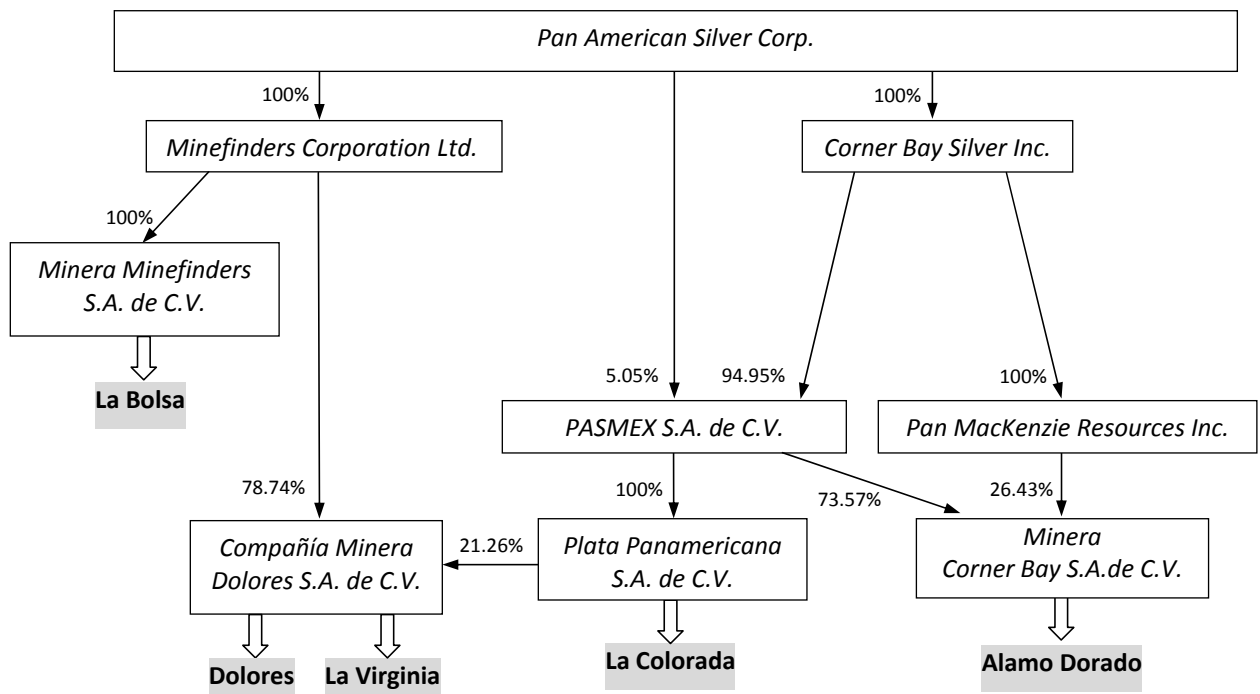 Pan American Silver Corp.
100%
100%
Minefinders Corporation Ltd.
Corner Bay Silver Inc.
100%
Minera Minefinders
S.A. de C.V.
La Bolsa
5.05%
94.95%
100%
PASMEX S.A. de C.V.
Pan MacKenzie Resources Inc.
78.74%
100%
73.57%
26.43%
Compañía Minera
Dolores S.A. de C.V.
21.26%
Plata Panamericana
S.A. de C.V.
Minera
Corner Bay S.A.de C.V.
Dolores
La Virginia
La Colorada
Alamo Dorado